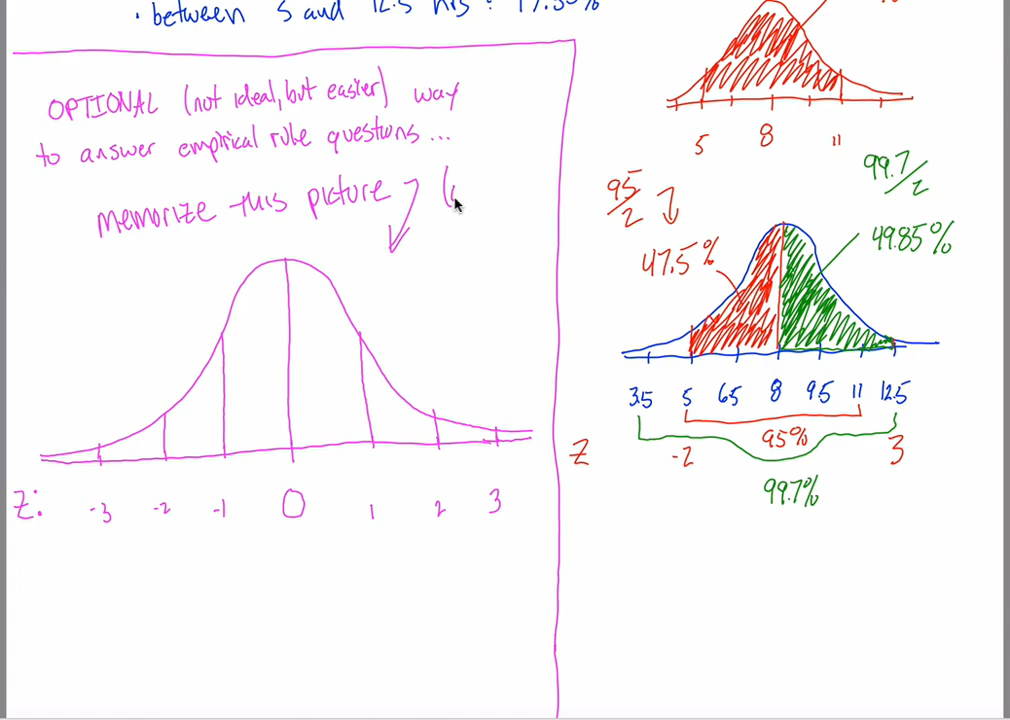 · between 5 and 12.5 hrs ?
OPTIONAL (not ideal, but easier) way
to answer empirical rule questions...
memorize this picture
Z: -3 -2 -1 0 1 2 3
5 8 11
95/2
99.7/2
47.5%
49.85%
3.5 5 6.5 8 9.5 11 12.5
95%
Z -2 3
99.7%